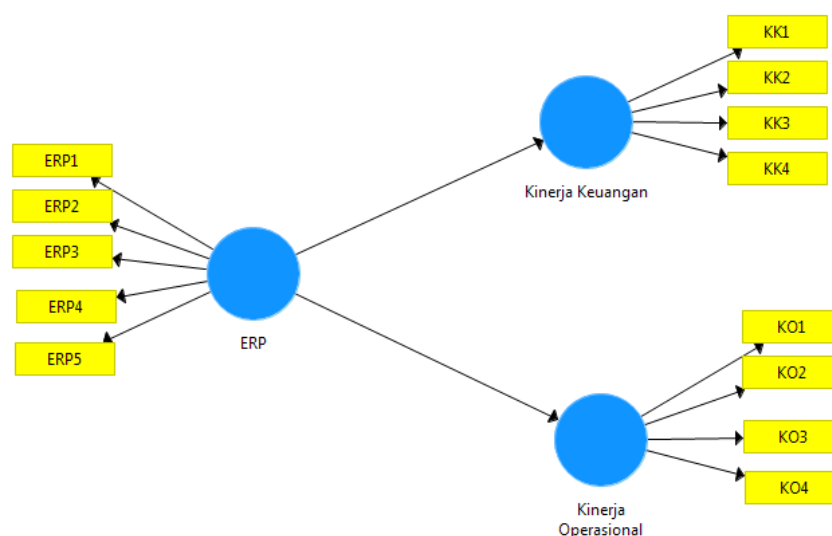 KK1
KK2
KK3
KK4
Kinerja Keuangan
ERP1
ERP2
ERP3
ERP4
ERP5
ERP
KO1
KO2
KO3
KO4
Kinerja
Operasional